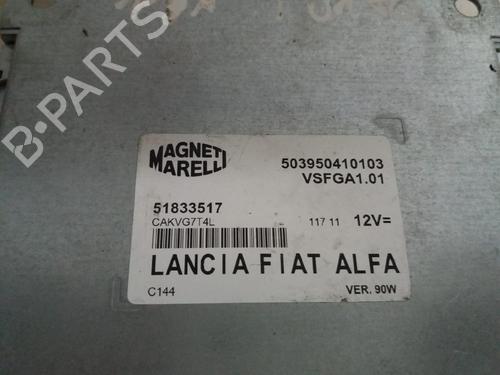 MAGNETI
MARELLI
503950410103
VSFGA1.01
51833517
CAKVG7T4L
117 11 12V=
LANCIA FIAT ALFA
C144
VER. 90W
B-PARTS